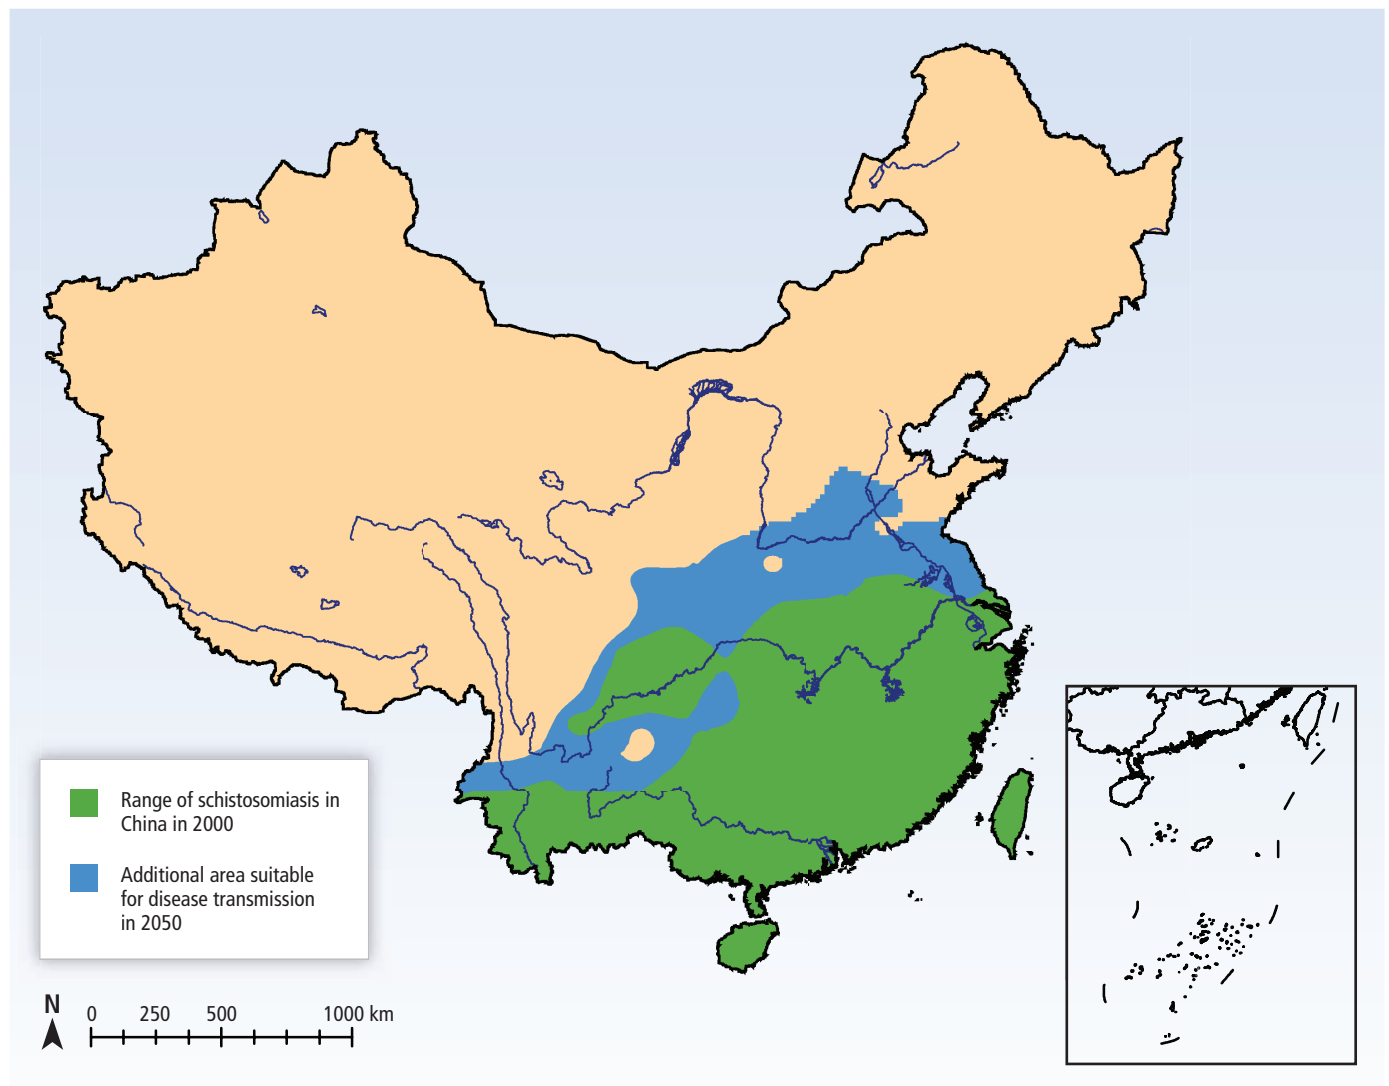 Range of schistosomiasis in
China in 2000
Additional area suitable
for disease transmission
in 2050
N
0 250 500 1000 km